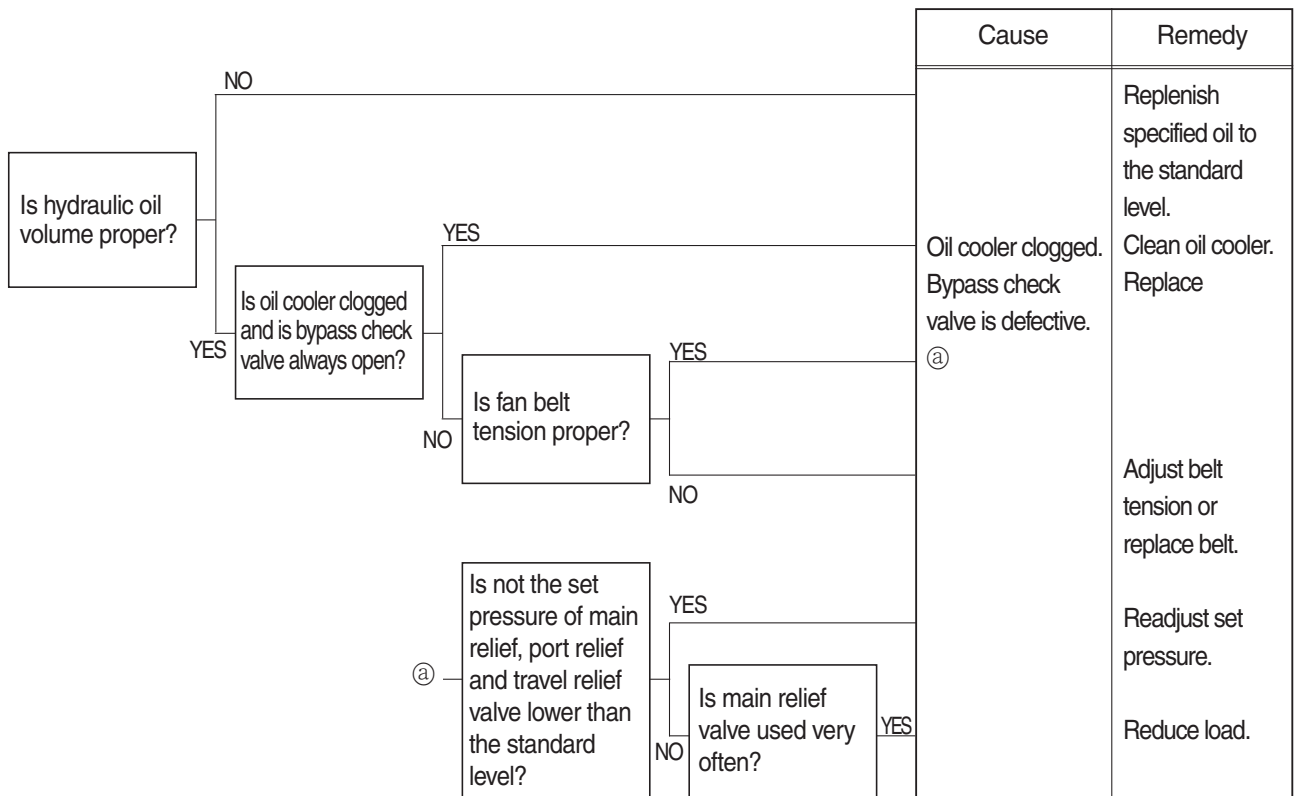 Cause
Remedy
NO
Replenish
specified oil to
the standard
level.
Is hydraulic oil
volume proper?
YES
Oil cooler clogged.
Clean oil cooler.
Bypass check
Replace
valve is defective.
YES
Is oil cooler clogged
and is bypass check
valve always open?
YES
ⓐ
NO
Is fan belt
tension proper?
NO
Adjust belt
tension or
replace belt.
ⓐ
Is not the set
pressure of main
relief, port relief
and travel relief
valve lower than
the standard
level?
YES
Readjust set
pressure.
NO
Is main relief
valve used very
often?
YES
Reduce load.